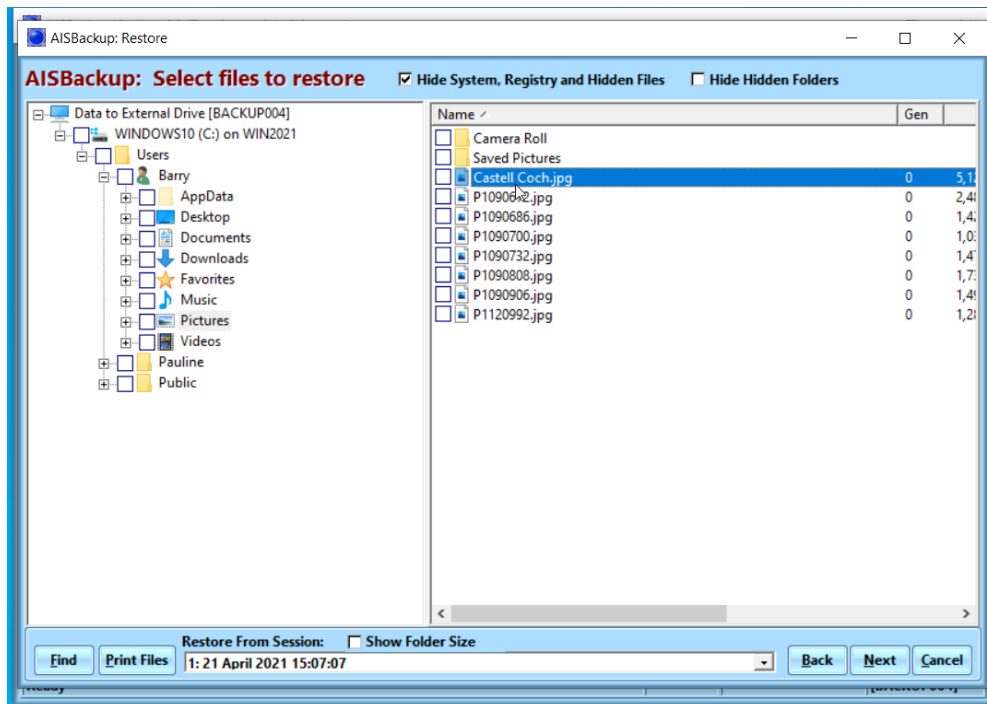 AISBackup: Restore
AISBackup: Select files to restore
Hide System, Registry and Hidden Files
Hide Hidden Folders
Data to External Drive [BACKUP004]
WINDOWS10 (C:) on WIN2021
Users
Barry
AppData
Desktop
Documents
Downloads
Favorites
Music
Pictures
Videos
Pauline
Public
Name Gen
Camera Roll
Saved Pictures
Castell Coch.jpg 0
0
P1090686.jpg 0
P1090700.jpg 0
P1090732.jpg 0
P1090808.jpg 0
P1090906.jpg 0
P1120992.jpg 0
Restore From Session:
Show Folder Size
Find
Print Files
1: 21 April 2021 15:07:07
Back
Next
Cancel